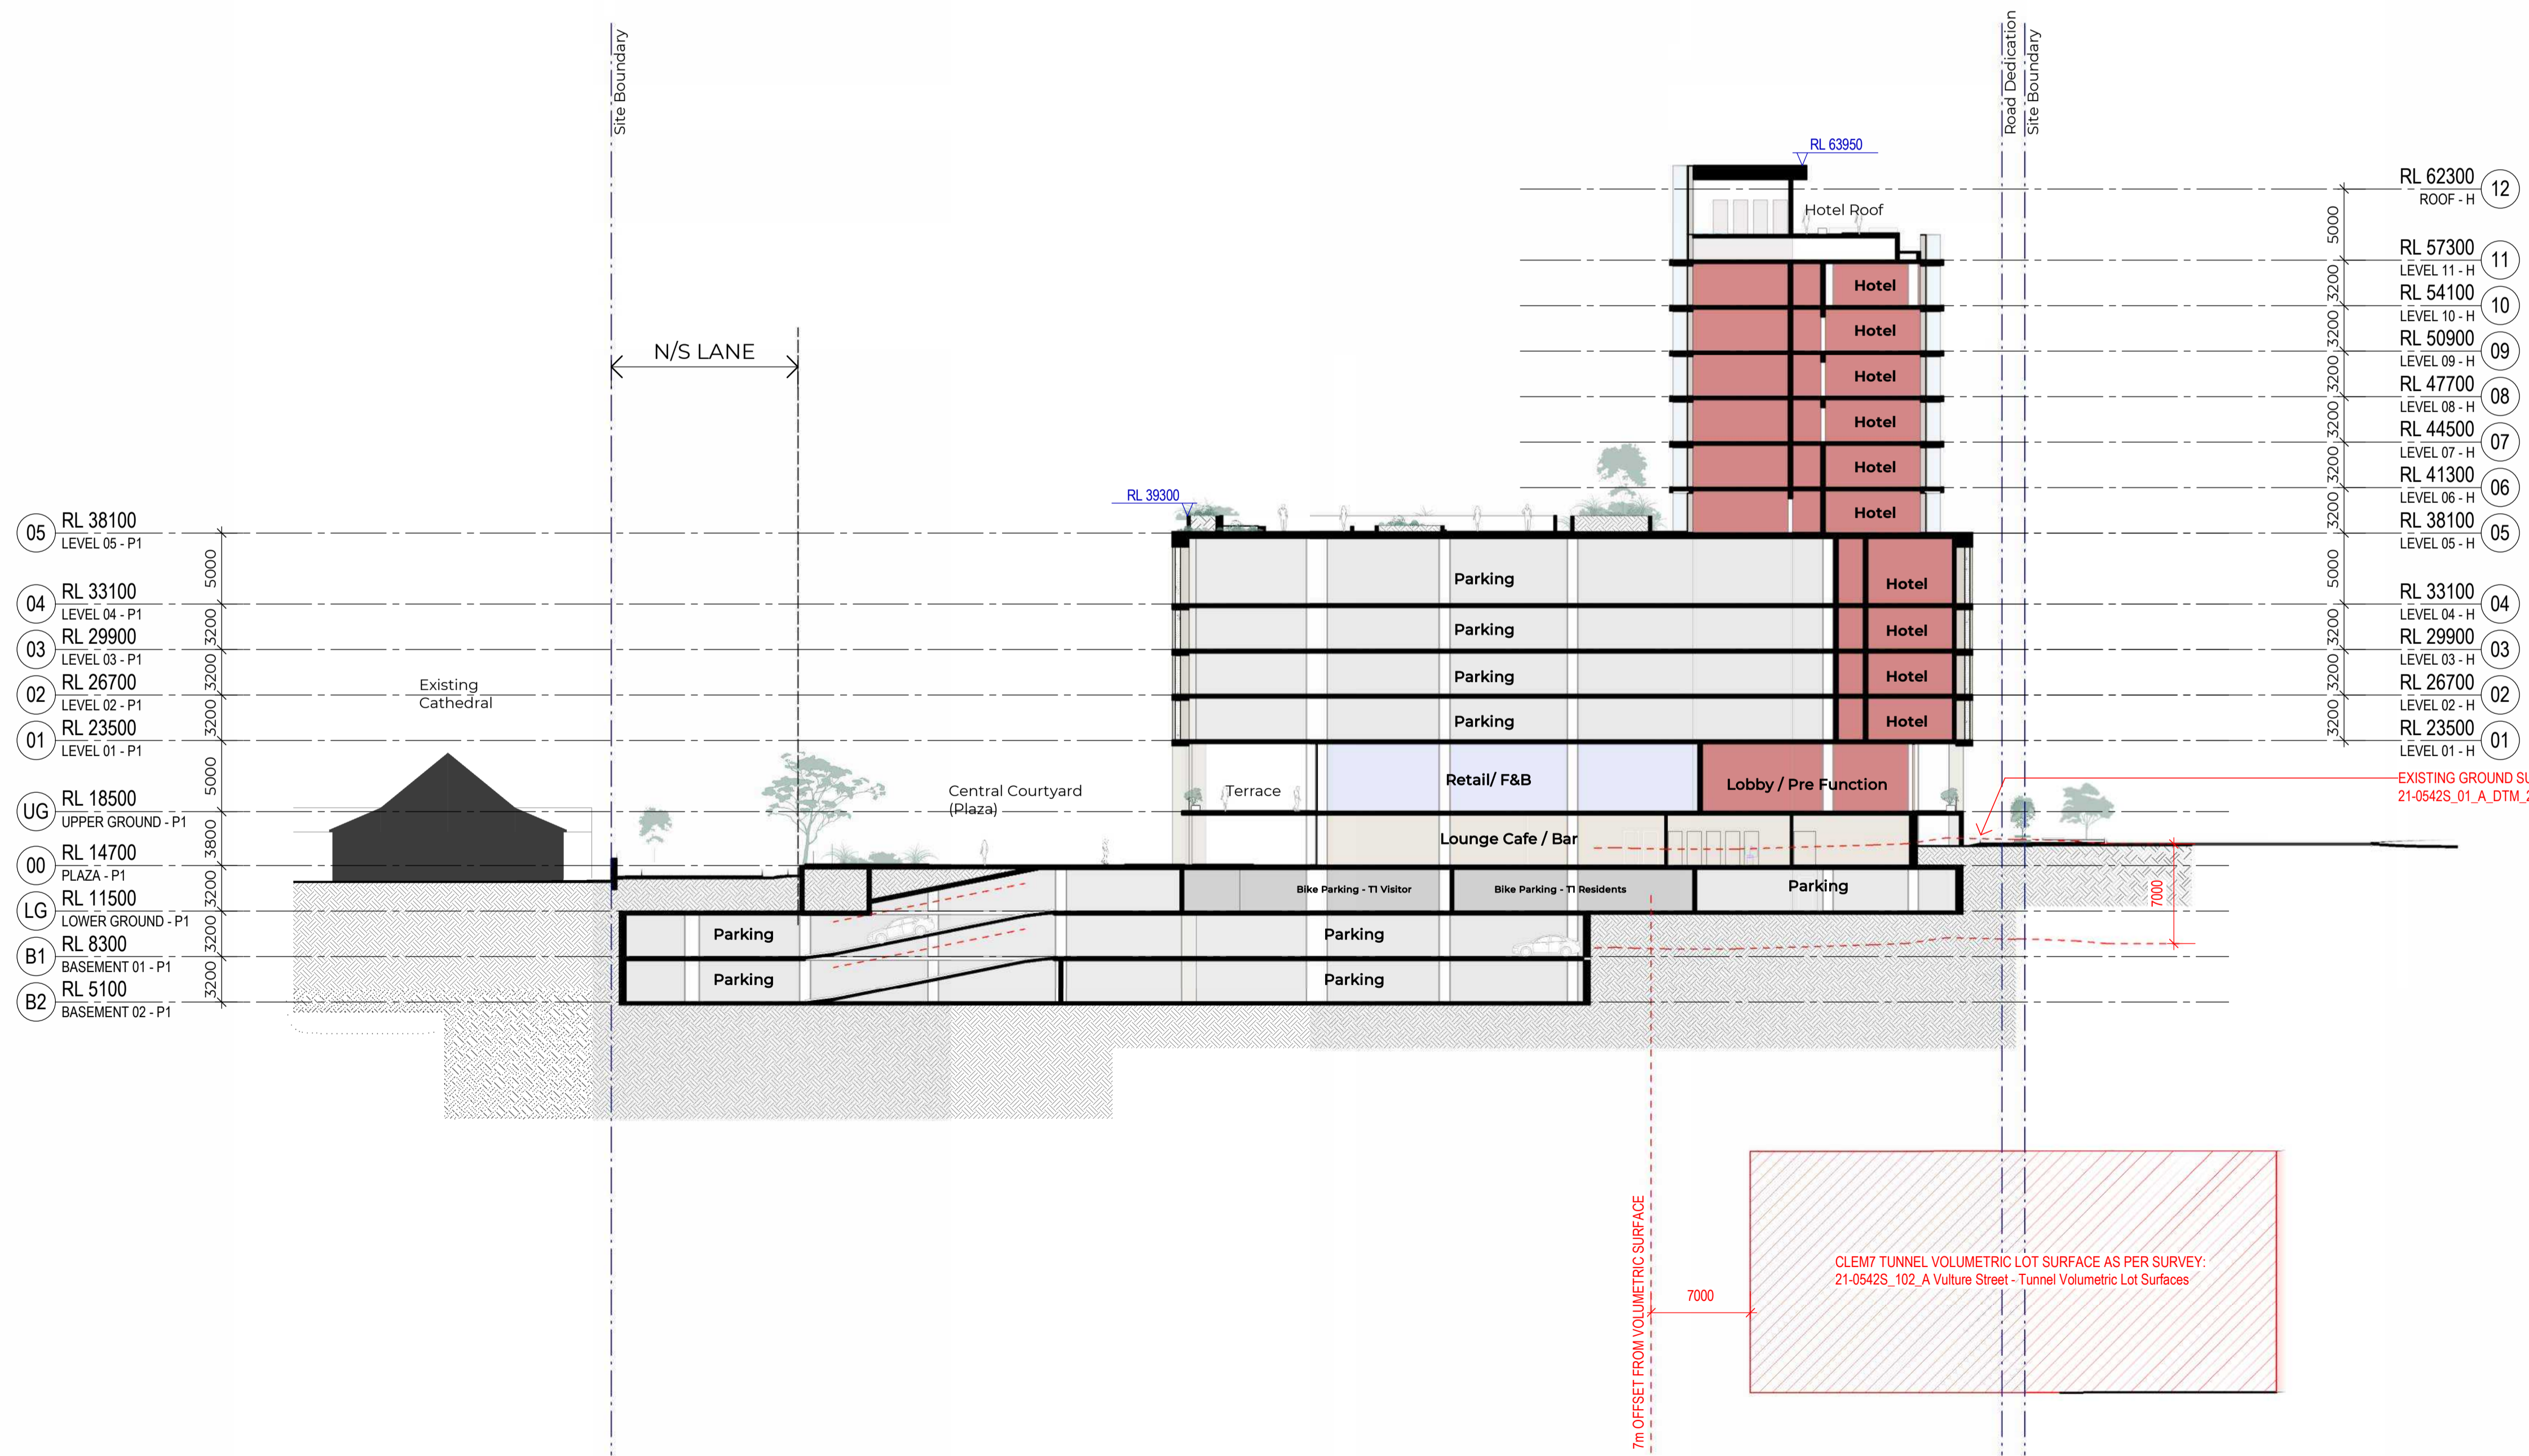 Site Boundary
Road Dedication
Site Boundary
RL 63950
RL 62300
ROOF - H
12
Hotel Roof
5000
RL 57300
LEVEL 11 - H
11
Hotel
3200
RL 54100
LEVEL 10 - H
10
Hotel
3200
RL 50900
LEVEL 09 - H
09
N/S LANE
Hotel
3200
RL 47700
LEVEL 08 - H
08
Hotel
3200
RL 44500
LEVEL 07 - H
07
Hotel
3200
RL 41300
LEVEL 06 - H
06
RL 39300
Hotel
3200
05
RL 38100
LEVEL 05 - P1
RL 38100
LEVEL 05 - H
05
5000
Parking
Hotel
5000
04
RL 33100
LEVEL 04 - P1
RL 33100
LEVEL 04 - H
04
3200
Parking
Hotel
3200
03
RL 29900
LEVEL 03 - P1
RL 29900
LEVEL 03 - H
03
3200
Existing
Cathedral
Parking
Hotel
3200
02
RL 26700
LEVEL 02 - P1
RL 26700
LEVEL 02 - H
02
3200
Parking
Hotel
3200
01
RL 23500
LEVEL 01 - P1
RL 23500
LEVEL 01 - H
01
5000
Central Courtyard
(Plaza)
Terrace
Retail/ F&B
Lobby / Pre Function
EXISTING GROUND SU
21-0542S_01_A_DTM_2
UG
RL 18500
UPPER GROUND - P1
3800
Lounge Cafe / Bar
00
RL 14700
PLAZA - P1
3200
Bike Parking - T1 Visitor
Bike Parking - T1 Residents
Parking
7000
LG
RL 11500
LOWER GROUND - P1
3200
Parking
Parking
B1
RL 8300
BASEMENT 01 - P1
3200
Parking
Parking
B2
RL 5100
BASEMENT 02 - P1
7m OFFSET FROM VOLUMETRIC SURFACE
7000
CLEM7 TUNNEL VOLUMETRIC LOT SURFACE AS PER SURVEY:
21-0542S_102_A Vulture Street - Tunnel Volumetric Lot Surfaces